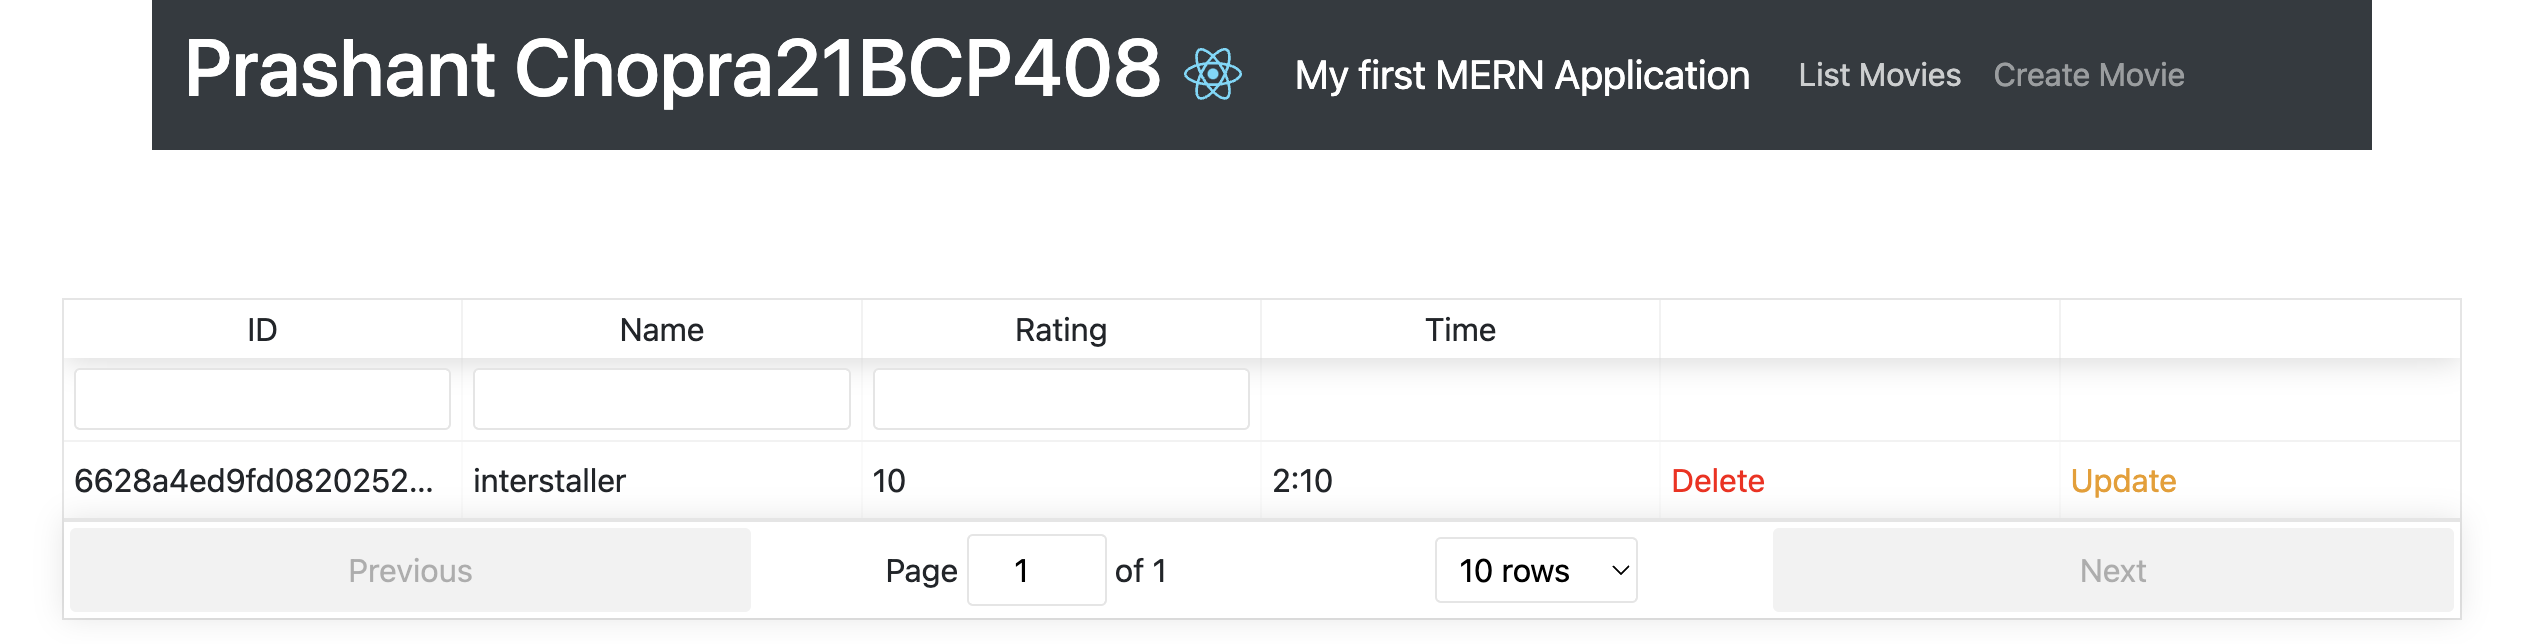 Prashant Chopra21BCP408 My first MERN Application List Movies Create Movie
ID Name Rating Time
6628a4ed9fd0820252... interstaller 10 2:10 Delete Update
Previous Page 1 of 1 10 rows Next